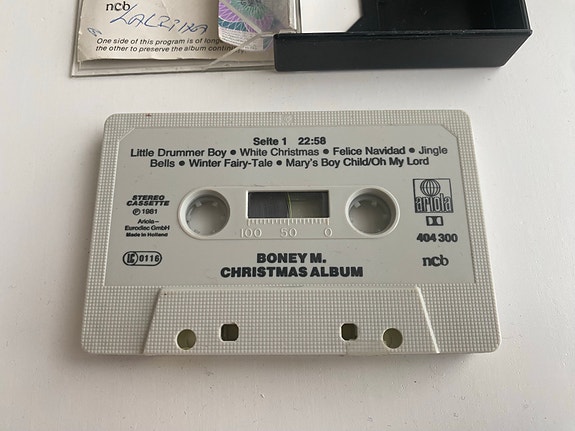 ncb
One side of this program is of longe
the other to preserve the album continuity
Seite 1 22:58
Little Drummer Boy • White Christmas • Felice Navidad • Jingle
Bells • Winter Fairy-Tale • Mary's Boy Child/Oh My Lord
STEREO
CASSETTE
℗ 1981
Ariola–
Eurodisc GmbH
Made in Holland
LC 0116
100 50 0
ariola
404 300
ncb
BONEY M.
CHRISTMAS ALBUM